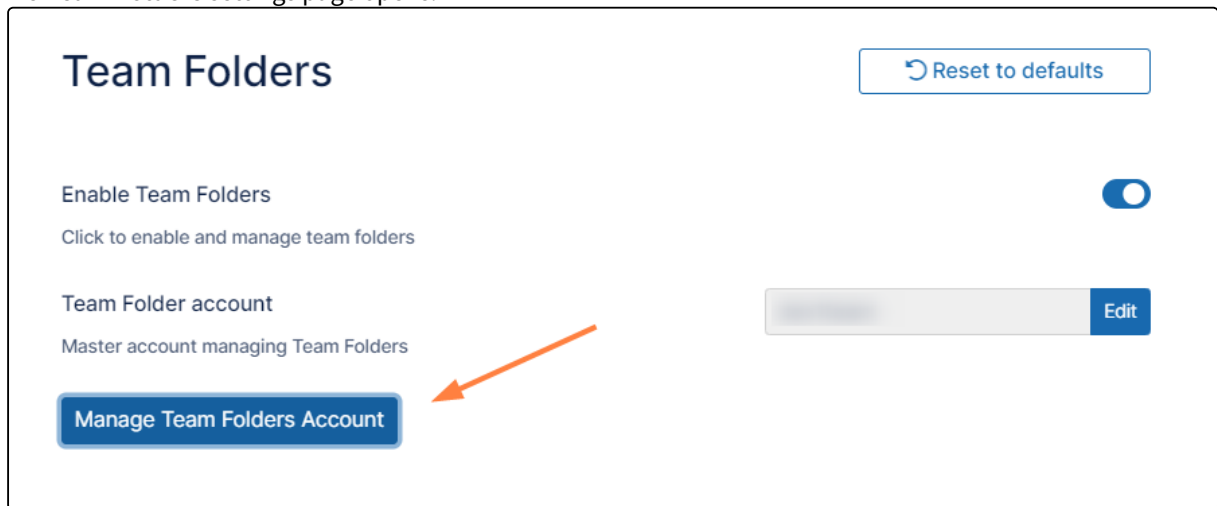 Team Folders
Reset to defaults
Enable Team Folders
Click to enable and manage team folders
Team Folder account
Edit
Master account managing Team Folders
Manage Team Folders Account